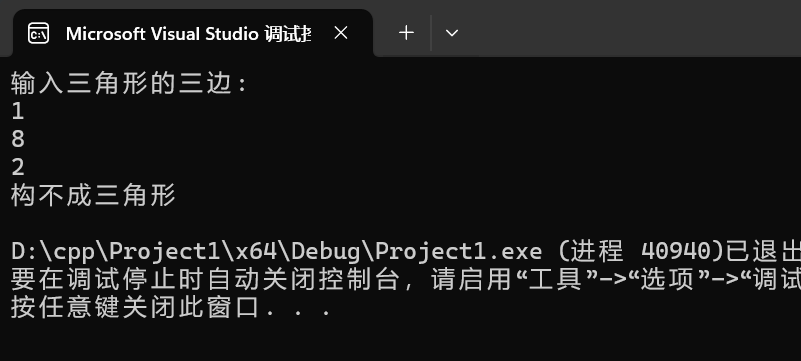 Microsoft Visual Studio 调试
输入三角形的三边:
1
8
2
构不成三角形
D:\cpp\Project1\x64\Debug\Project1.exe (进程 40940)已退出
要在调试停止时自动关闭控制台，请启用“工具”->“选项”->“调试
按任意键关闭此窗口. . .